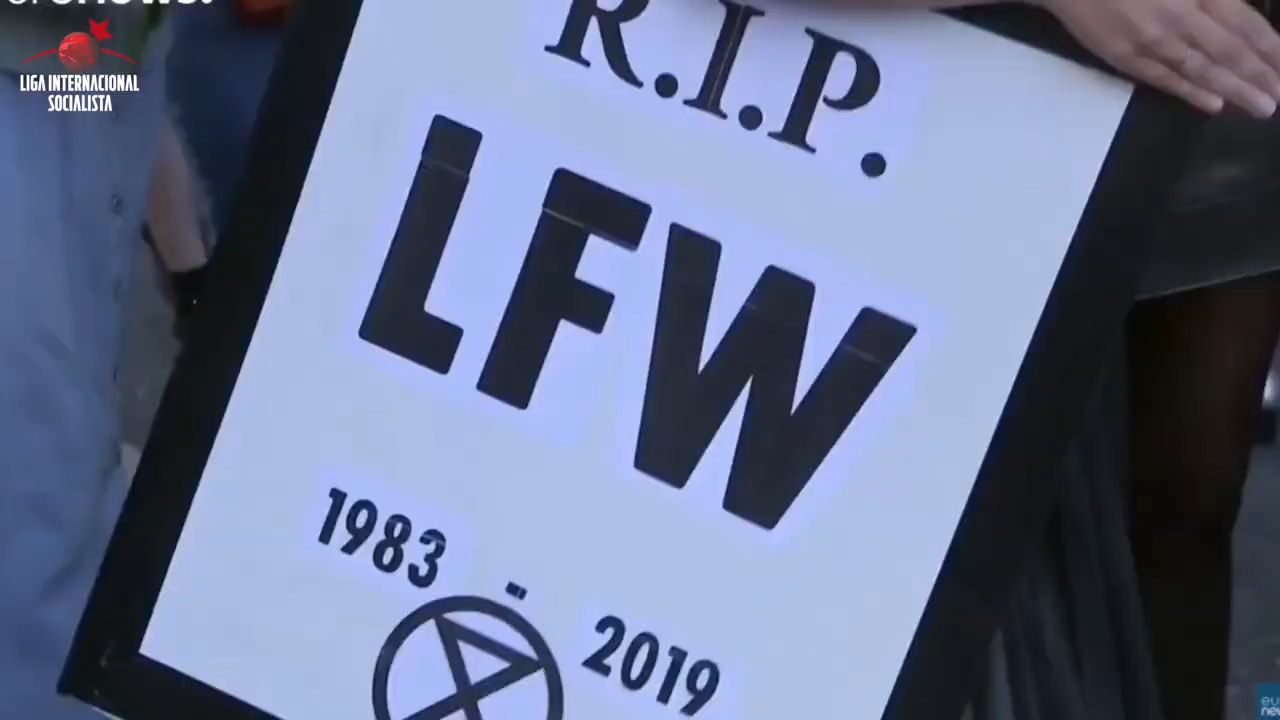 LIGA INTERNACIONAL
SOCIALISTA
R.I.P.
LFW
1983 - 2019